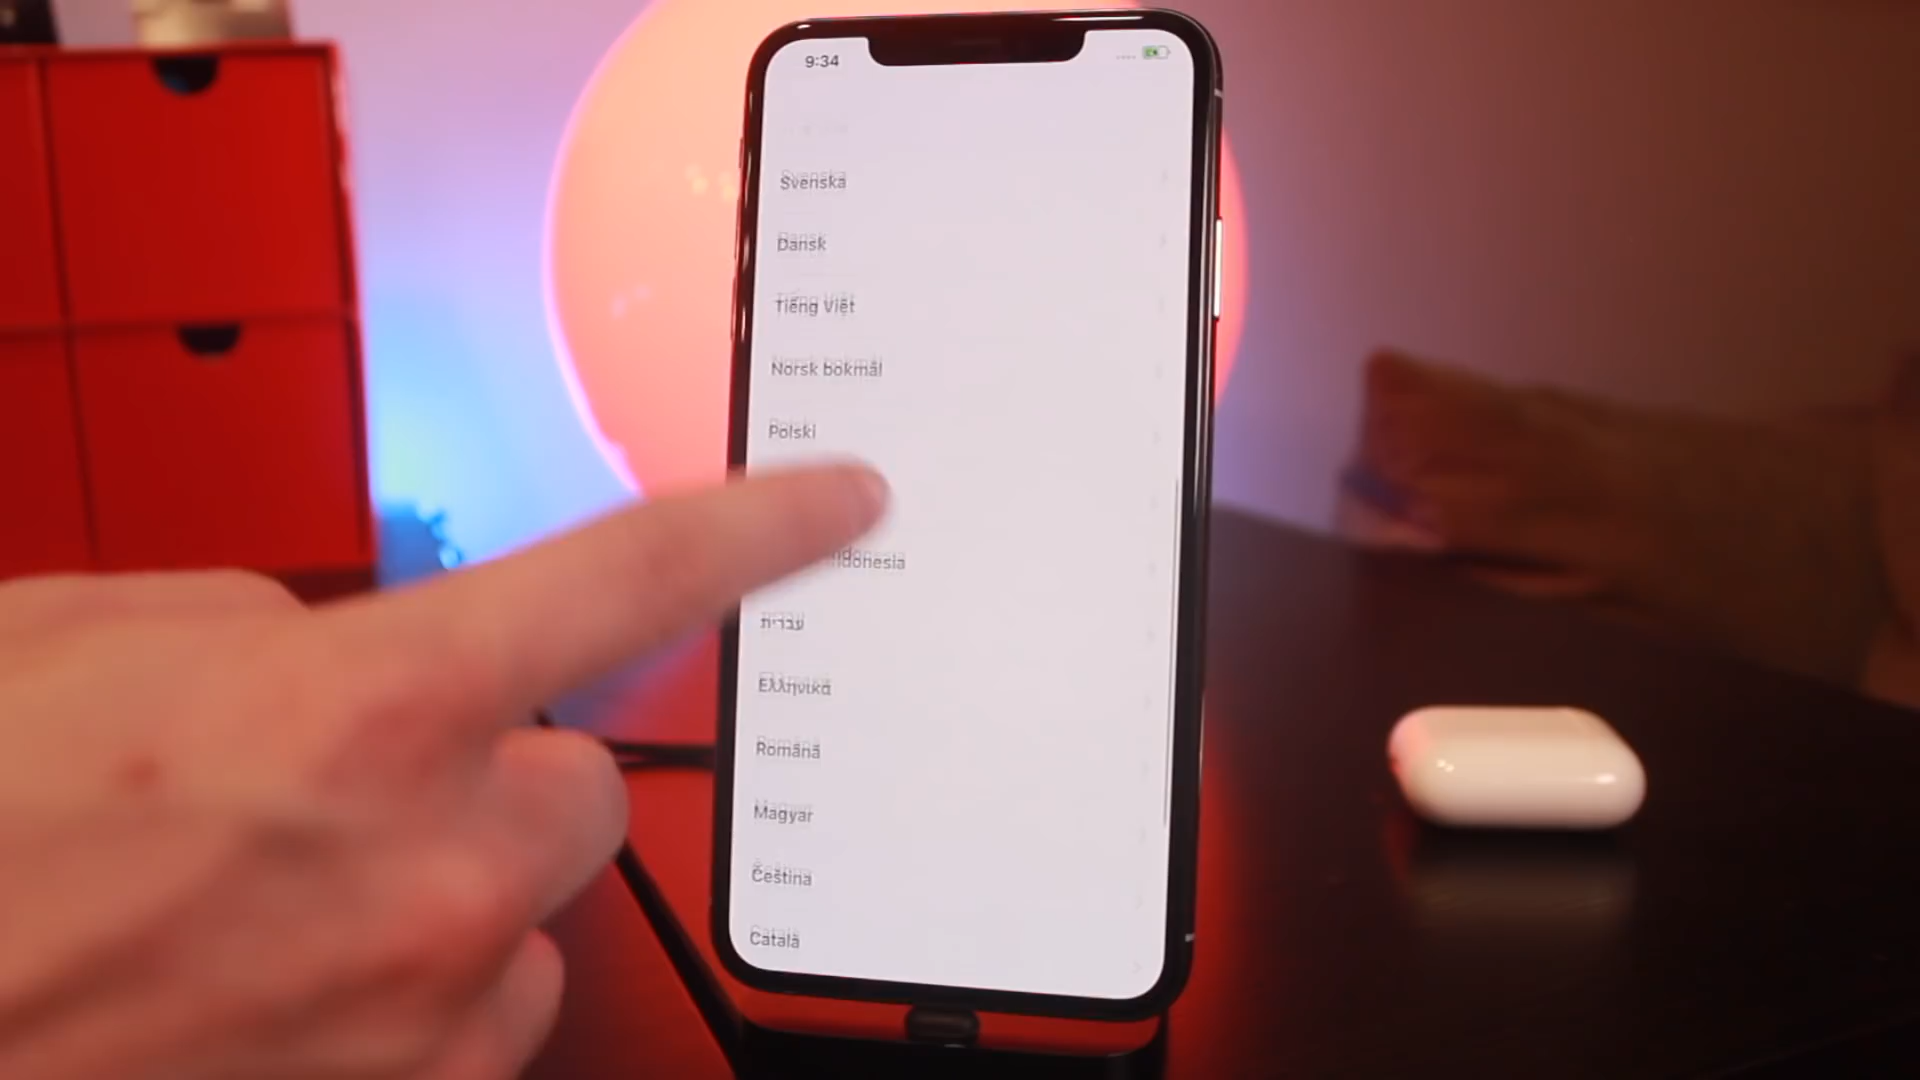 9:34
Svenska
Dansk
Tiếng Việt
Norsk bokmål
Polski
Indonesia
עברית
Ελληνικά
Română
Magyar
Čeština
Català